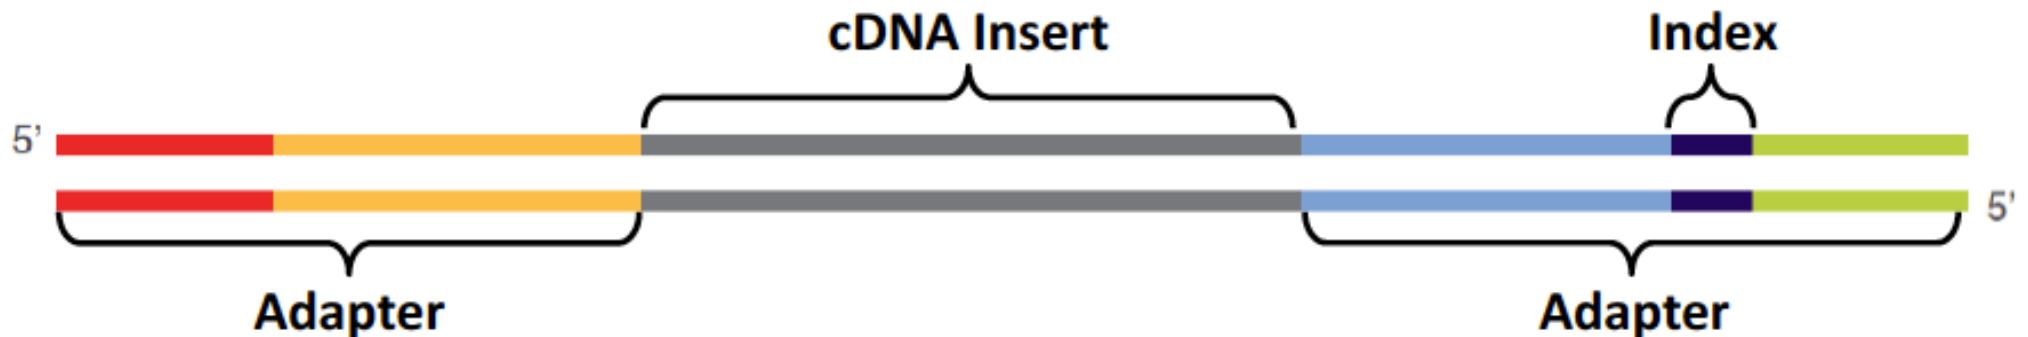 cDNA Insert
Index
5’
5’
Adapter
Adapter